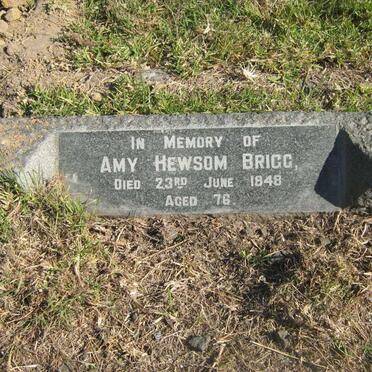 In Memory of
Amy Hewsom Brigg,
Died 23rd June 1948
Aged 76